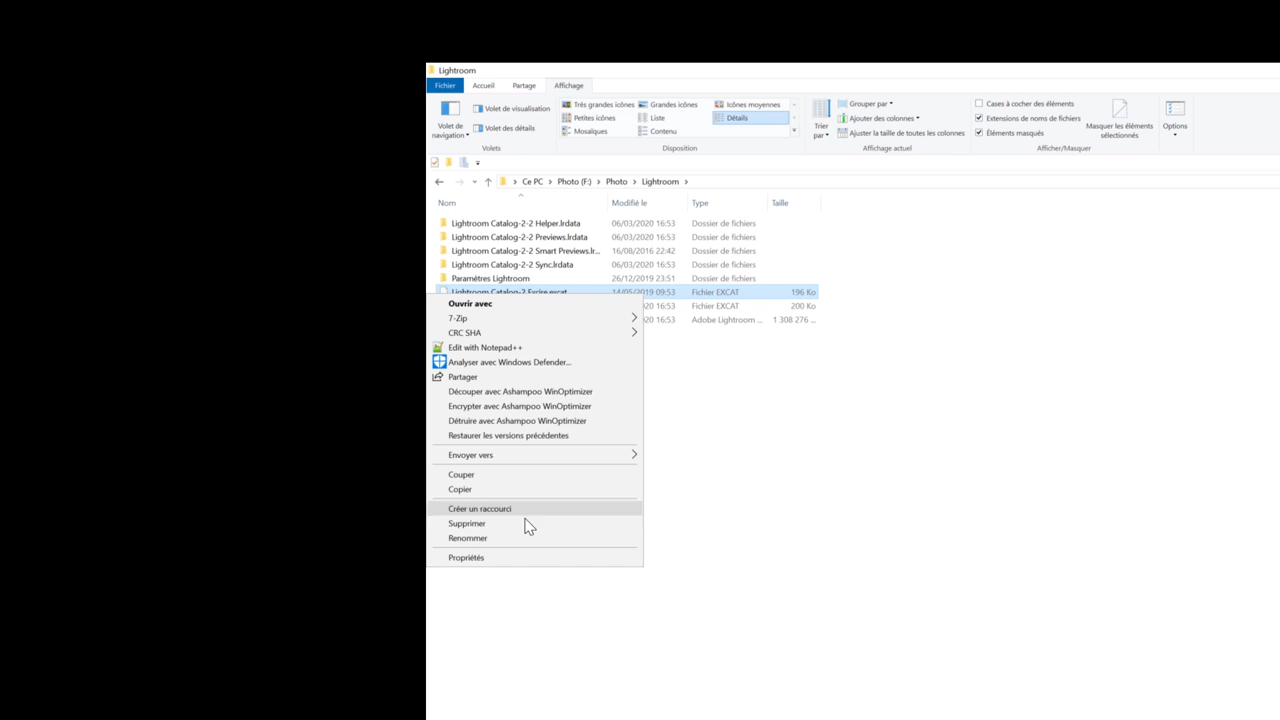 Lightroom
Fichier Accueil Partage Affichage
Volet de navigation
Volet de visualisation
Volet des détails
Volets
Très grandes icônes Grandes icônes Icônes moyennes
Petites icônes Liste Détails
Mosaïques Contenu
Disposition
Trier par
Grouper par
Ajouter des colonnes
Ajuster la taille de toutes les colonnes
Affichage actuel
Cases à cocher des éléments
Extensions de noms de fichiers
Éléments masqués
Masquer les éléments sélectionnés
Afficher/Masquer
Options
Ce PC > Photo (F:) > Photo > Lightroom >
Nom Modifié le Type Taille
Lightroom Catalog-2-2 Helper.lrdata 06/03/2020 16:53 Dossier de fichiers
Lightroom Catalog-2-2 Previews.lrdata 06/03/2020 16:53 Dossier de fichiers
Lightroom Catalog-2-2 Smart Previews.lr... 16/08/2016 22:42 Dossier de fichiers
Lightroom Catalog-2-2 Sync.lrdata 06/03/2020 16:53 Dossier de fichiers
Paramètres Lightroom 26/12/2019 23:51 Dossier de fichiers
Lightroom Catalog-2 Excire.excat 14/05/2019 09:53 Fichier EXCAT 196 Ko
20 16:53 Fichier EXCAT 200 Ko
20 16:53 Adobe Lightroom ... 1 308 276 ...
Ouvrir avec
7-Zip
CRC SHA
Edit with Notepad++
Analyser avec Windows Defender...
Partager
Découper avec Ashampoo WinOptimizer
Encrypter avec Ashampoo WinOptimizer
Détruire avec Ashampoo WinOptimizer
Restaurer les versions précédentes
Envoyer vers
Couper
Copier
Créer un raccourci
Supprimer
Renommer
Propriétés